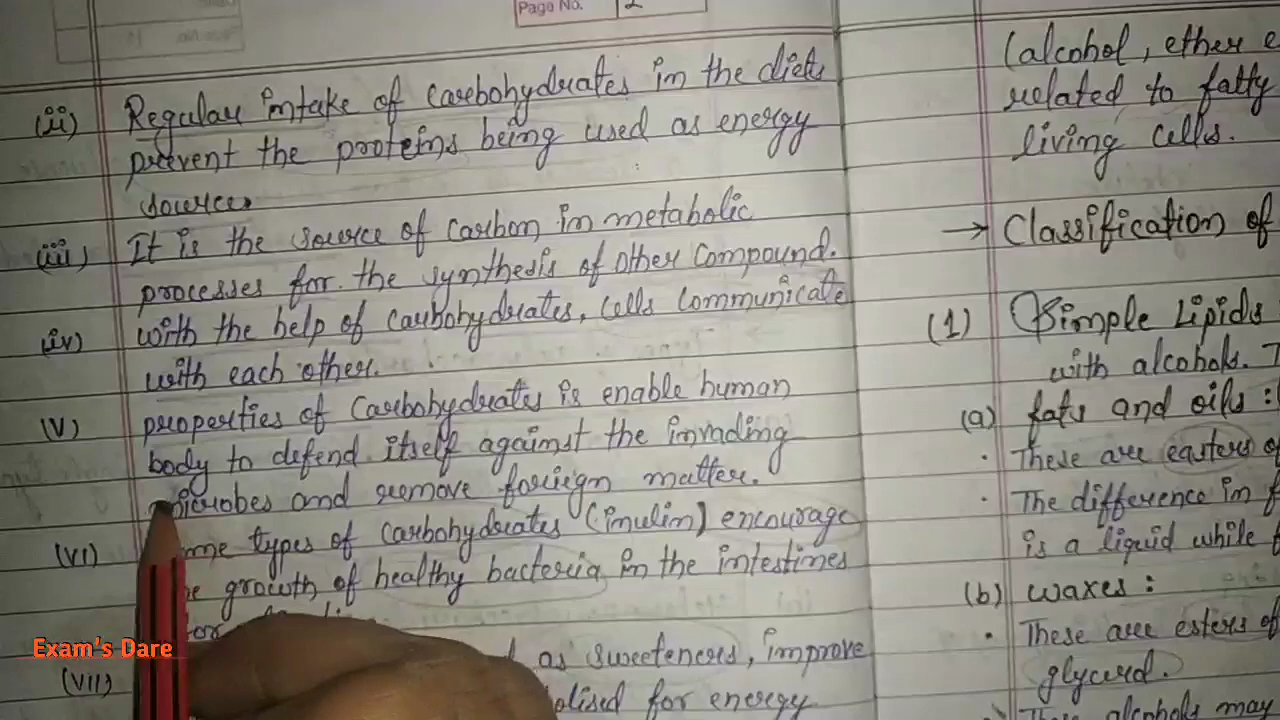 Page No. 2
(ii) Regular intake of carbohydrates in the diets
prevent the proteins being used as energy
sources
(iii) It is the source of carbon in metabolic
processes for the synthesis of other compound.
(iv) with the help of carbohydrates, cells communicate
with each other.
(V) properties of carbohydrates is enable human
body to defend itself against the invading
microbes and remove foriegn matter.
(VI) types of carbohydrates (inulin) encourage
growth of healthy bacteria in the intestines
for
(VII) as sweeteners, improve
for energy
(alcohol, ether
related to fatty
living cells.
→ Classification of
(1) Simple Lipids
with alcohols.
(a) fats and oils :
· These are easters of
· The difference in
is a liquid while
(b) waxes :
· These are esters of
glycerol.
alcohols may
Exam's Dare